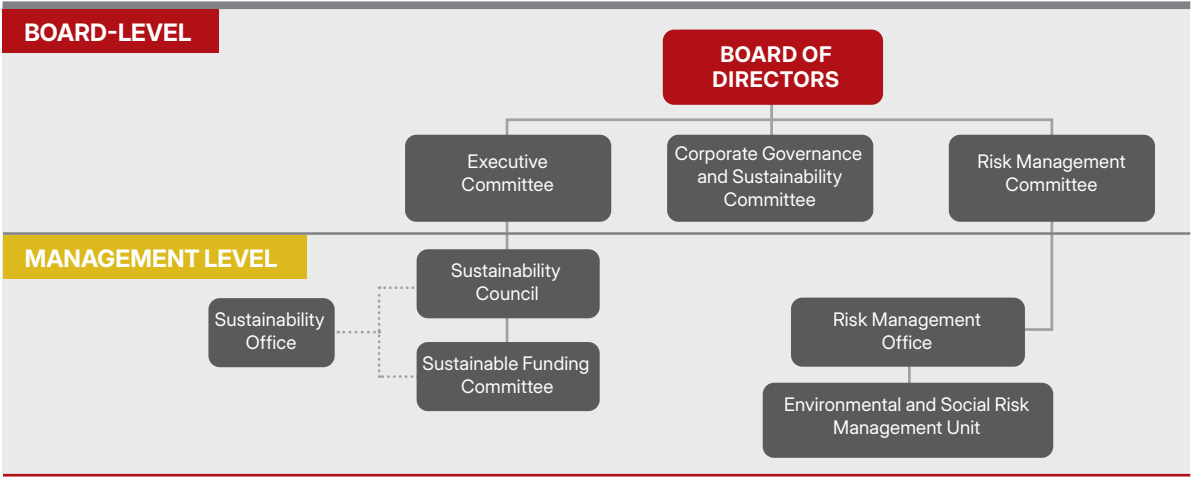 BOARD-LEVEL
BOARD OF
DIRECTORS
Executive
Committee
Corporate Governance
and Sustainability
Committee
Risk Management
Committee
MANAGEMENT LEVEL
Sustainability
Council
Sustainability
Office
Sustainable Funding
Committee
Risk Management
Office
Environmental and Social Risk
Management Unit